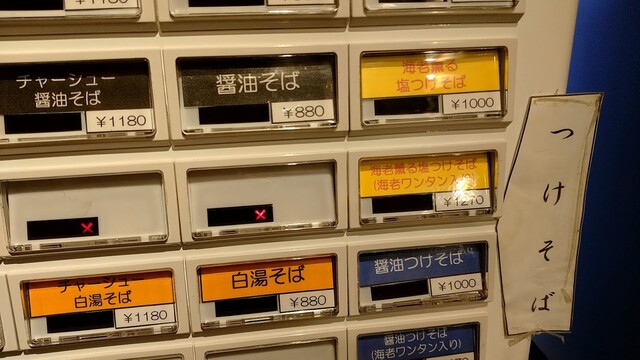 ¥1180
チャーシュー
醤油そば
¥1180
醤油そば
¥880
海老薫る
塩つけそば
¥1000
海老薫る塩つけそば
(海老ワンタン入り)
¥1270
チャーシュー
白湯そば
¥1180
白湯そば
¥880
醤油つけそば
¥1000
醤油つけそば
(海老ワンタン入り)
つけそば